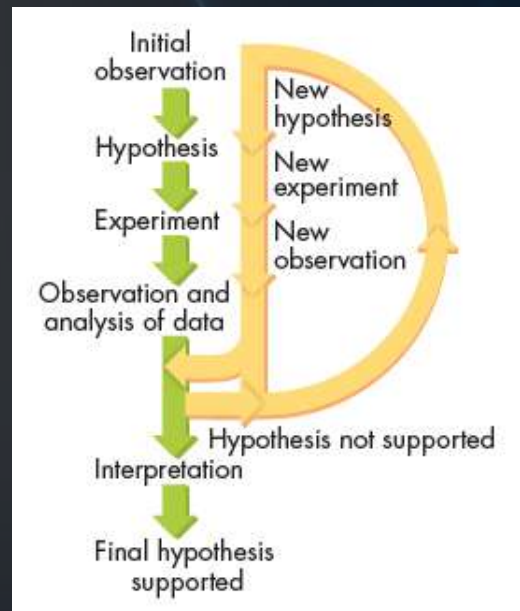 Initial
observation
New
hypothesis
Hypothesis
New
experiment
Experiment
New
observation
Observation and
analysis of data
Hypothesis not supported
Interpretation
Final hypothesis
supported